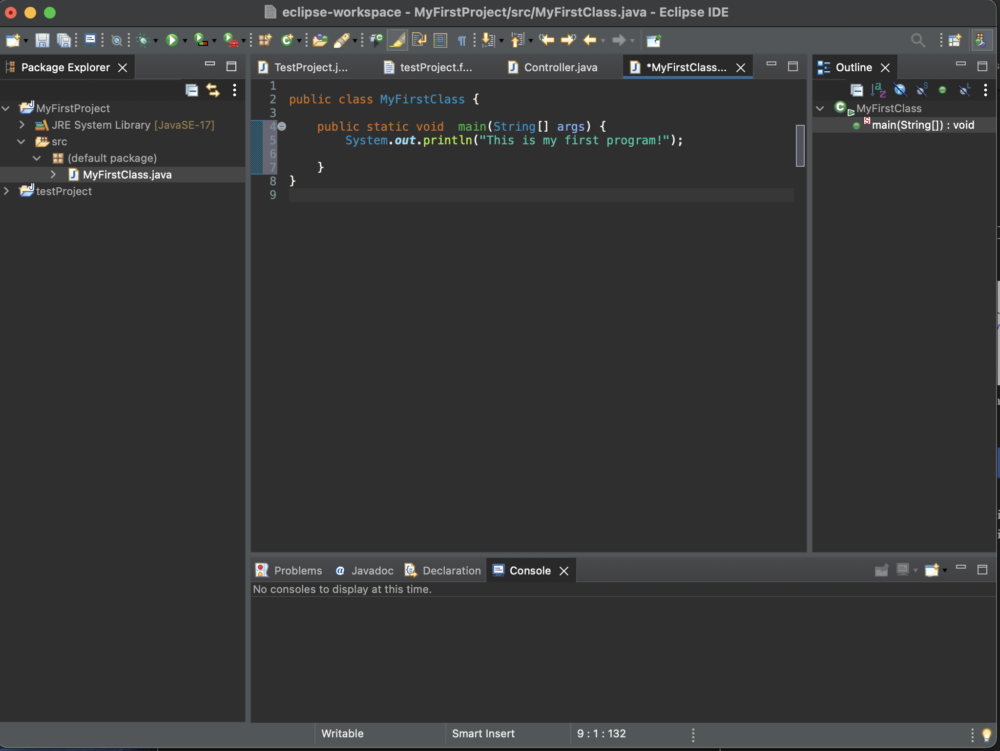 eclipse-workspace - MyFirstProject/src/MyFirstClass.java - Eclipse IDE
Package Explorer
MyFirstProject
JRE System Library [JavaSE-17]
src
(default package)
MyFirstClass.java
testProject
TestProject.j... testProject.f... Controller.java *MyFirstClass...
1
2 public class MyFirstClass {
3
4 public static void  main(String[] args) {
5 System.out.println("This is my first program!");
6
7 }
8 }
9
Outline
MyFirstClass
main(String[]) : void
Problems Javadoc Declaration Console
No consoles to display at this time.
Writable Smart Insert 9 : 1 : 132